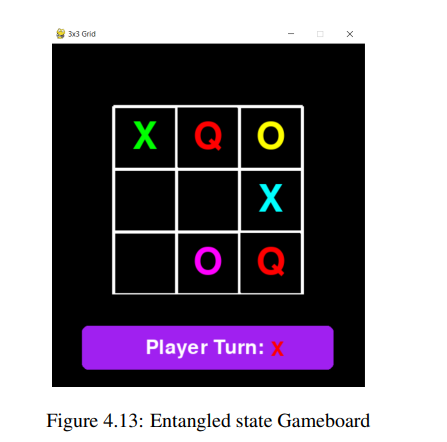 3x3 Grid
X Q O
X
O Q
Player Turn: X
Figure 4.13: Entangled state Gameboard